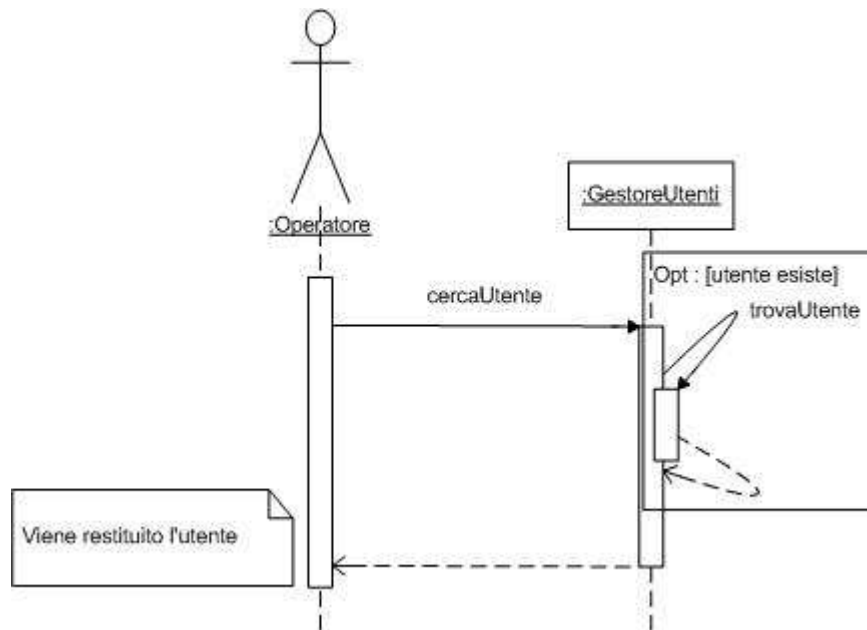 :Operatore
:GestoreUtenti
Opt : [utente esiste]
cercaUtente
trovaUtente
Viene restituito l'utente